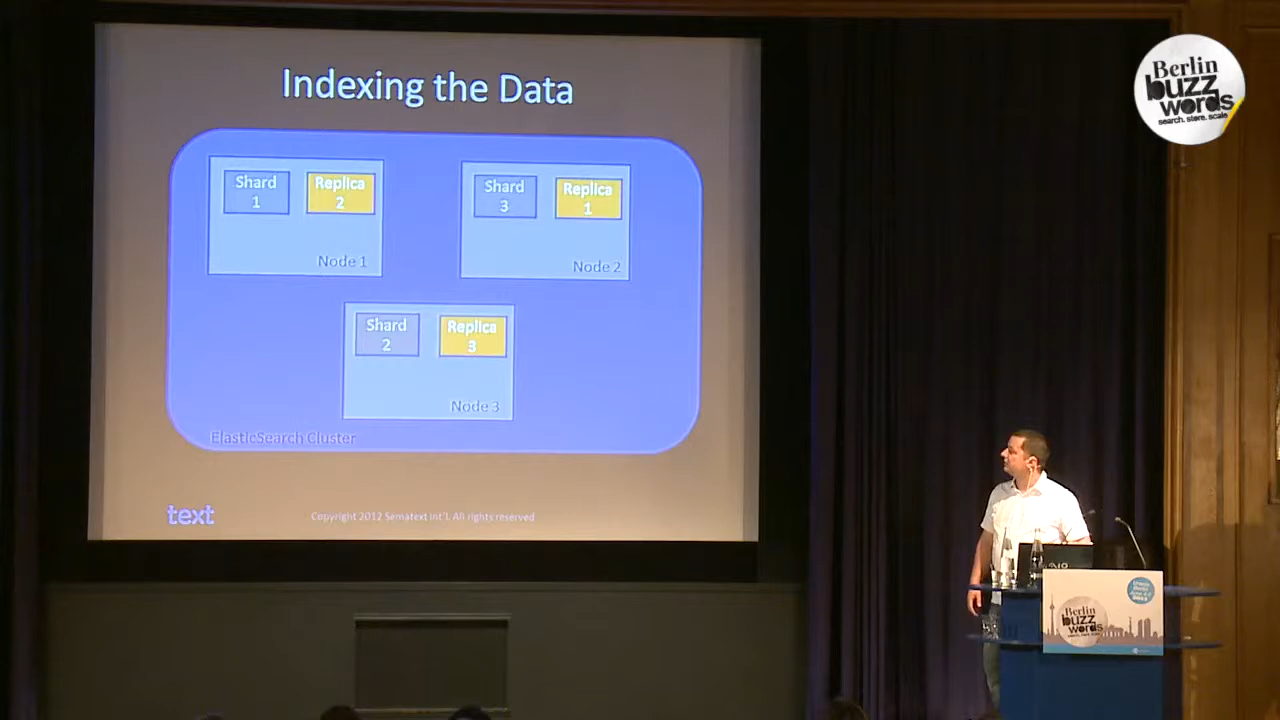 Indexing the Data
Shard
1
Replica
2
Node 1
Shard
3
Replica
1
Node 2
Shard
2
Replica
3
Node 3
ElasticSearch Cluster
text
Copyright 2012 Sematext Int'l. All rights reserved
Berlin
buzz
words
search. store. scale
Berlin
buzz
words